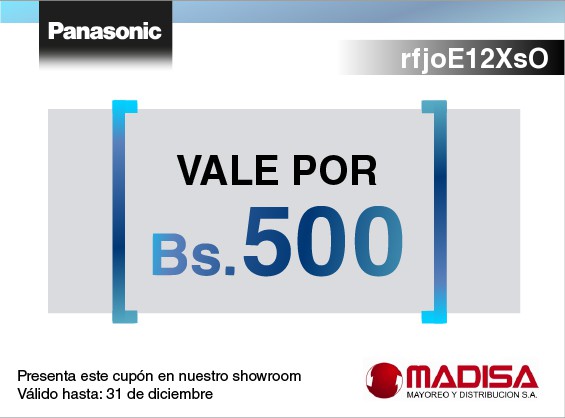 Panasonic
rfjoE12XsO
VALE POR
Bs.500
Presenta este cupón en nuestro showroom
Válido hasta: 31 de diciembre
MADISA
MAYOREO Y DISTRIBUCION S.A.